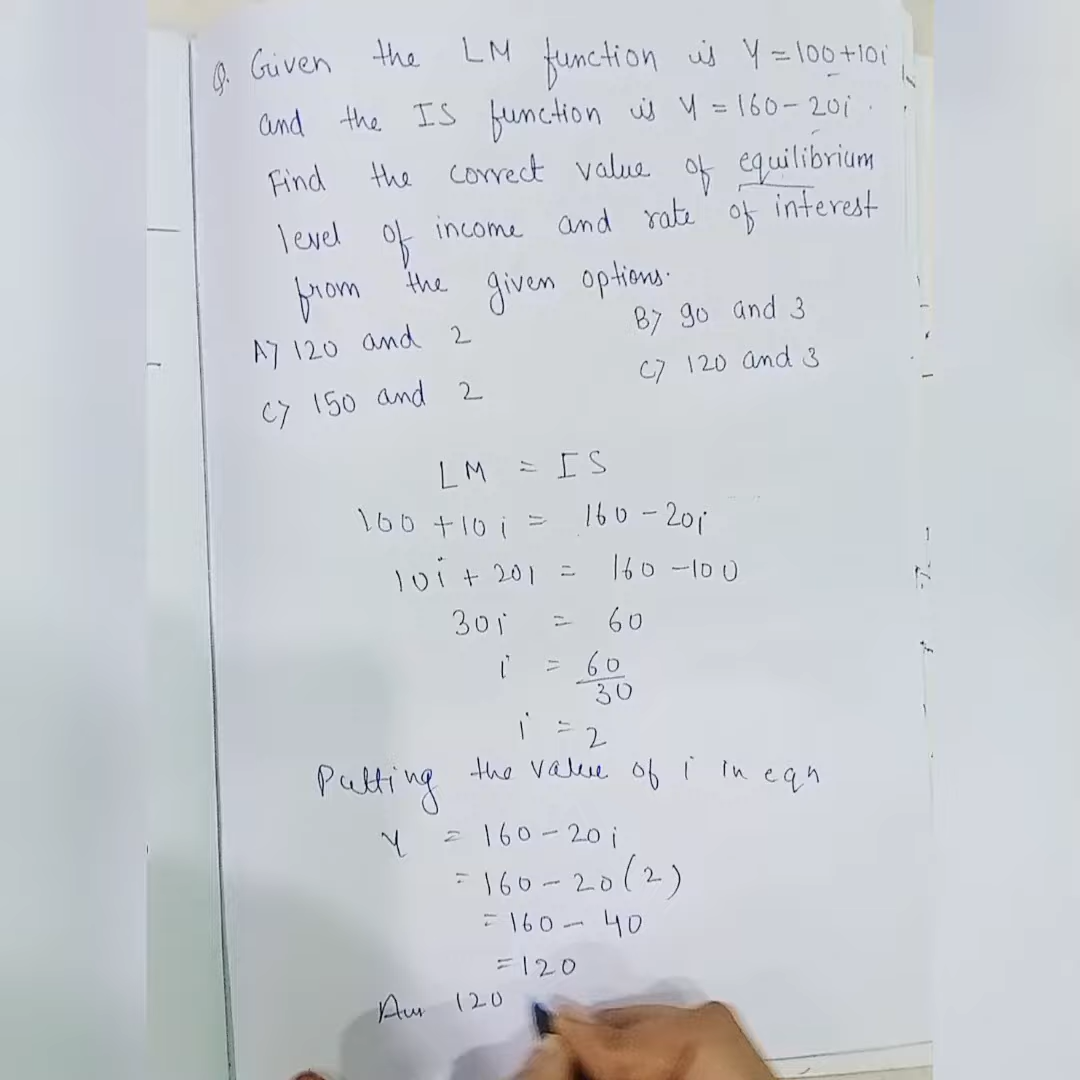 Q. Given the LM function is Y = 100 + 10i
and the IS function is Y = 160 - 20i.
Find the correct value of equilibrium
level of income and rate of interest
from the given options.
A) 120 and 2 B) 90 and 3
C) 150 and 2 C) 120 and 3
LM = IS
100 + 10i = 160 - 20i
10i + 20i = 160 - 100
30i = 60
i = 60/30
i = 2
Putting the value of i in eqn
Y = 160 - 20i
= 160 - 20(2)
= 160 - 40
= 120
Ans 120